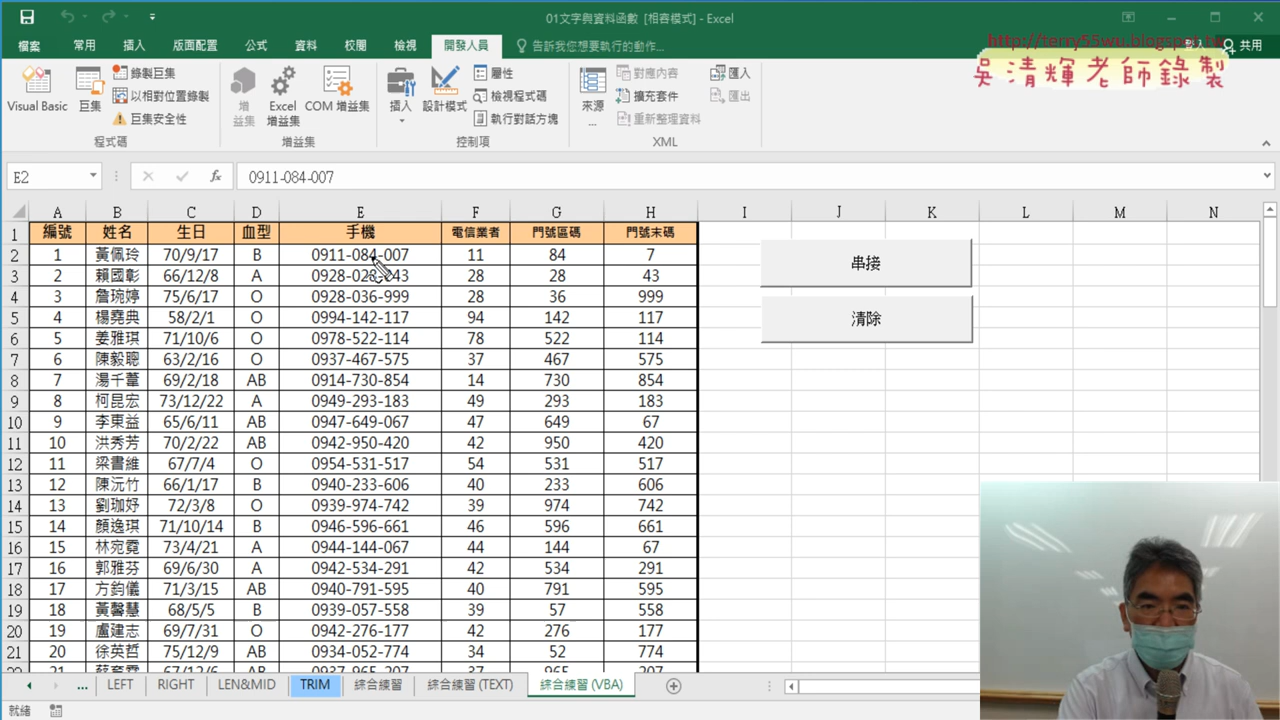 01文字與資料函數 [相容模式] - Excel
檔案 常用 插入 版面配置 公式 資料 校閱 檢視 開發人員 告訴我您想要執行的動作... 登入 共用
http://terry55wu.blogspot.tw
吳清輝老師錄製
Visual Basic 巨集 錄製巨集 以相對位置錄製 巨集安全性
增益集 Excel 增益集 COM 增益集
插入 設計模式 屬性 檢視程式碼 執行對話方塊
來源... 對應內容 擴充套件 重新整理資料 匯入 匯出
程式碼 增益集 控制項 XML
E2 fx 0911-084-007
A B C D E F G H I J K L M N
1 編號 姓名 生日 血型 手機 電信業者 門號區碼 門號末碼
2 1 黃佩玲 70/9/17 B 0911-084-007 11 84 7
3 2 賴國彰 66/12/8 A 0928-028-043 28 28 43
4 3 詹琬婷 75/6/17 O 0928-036-999 28 36 999
5 4 楊堯典 58/2/1 O 0994-142-117 94 142 117
6 5 姜雅琪 71/10/6 O 0978-522-114 78 522 114
7 6 陳毅聰 63/2/16 O 0937-467-575 37 467 575
8 7 湯千葦 69/2/18 AB 0914-730-854 14 730 854
9 8 柯昆宏 73/12/22 A 0949-293-183 49 293 183
10 9 李東益 65/6/11 AB 0947-649-067 47 649 67
11 10 洪秀芳 70/2/22 AB 0942-950-420 42 950 420
12 11 梁書維 67/7/4 O 0954-531-517 54 531 517
13 12 陳沅竹 66/1/17 B 0940-233-606 40 233 606
14 13 劉珈妤 72/3/8 O 0939-974-742 39 974 742
15 14 顏逸琪 71/10/14 B 0946-596-661 46 596 661
16 15 林宛霓 73/4/21 A 0944-144-067 44 144 67
17 16 郭雅芬 69/6/30 A 0942-534-291 42 534 291
18 17 方鈞儀 71/3/15 AB 0940-791-595 40 791 595
19 18 黃馨慧 68/5/5 B 0939-057-558 39 57 558
20 19 盧建志 69/7/31 O 0942-276-177 42 276 177
21 20 徐英哲 75/12/9 AB 0934-052-774 34 52 774
21 67/12/6 AB 0937-965-207 37 965 207
串接
清除
... LEFT RIGHT LEN&MID TRIM 綜合練習 綜合練習 (TEXT) 綜合練習 (VBA)
就緒